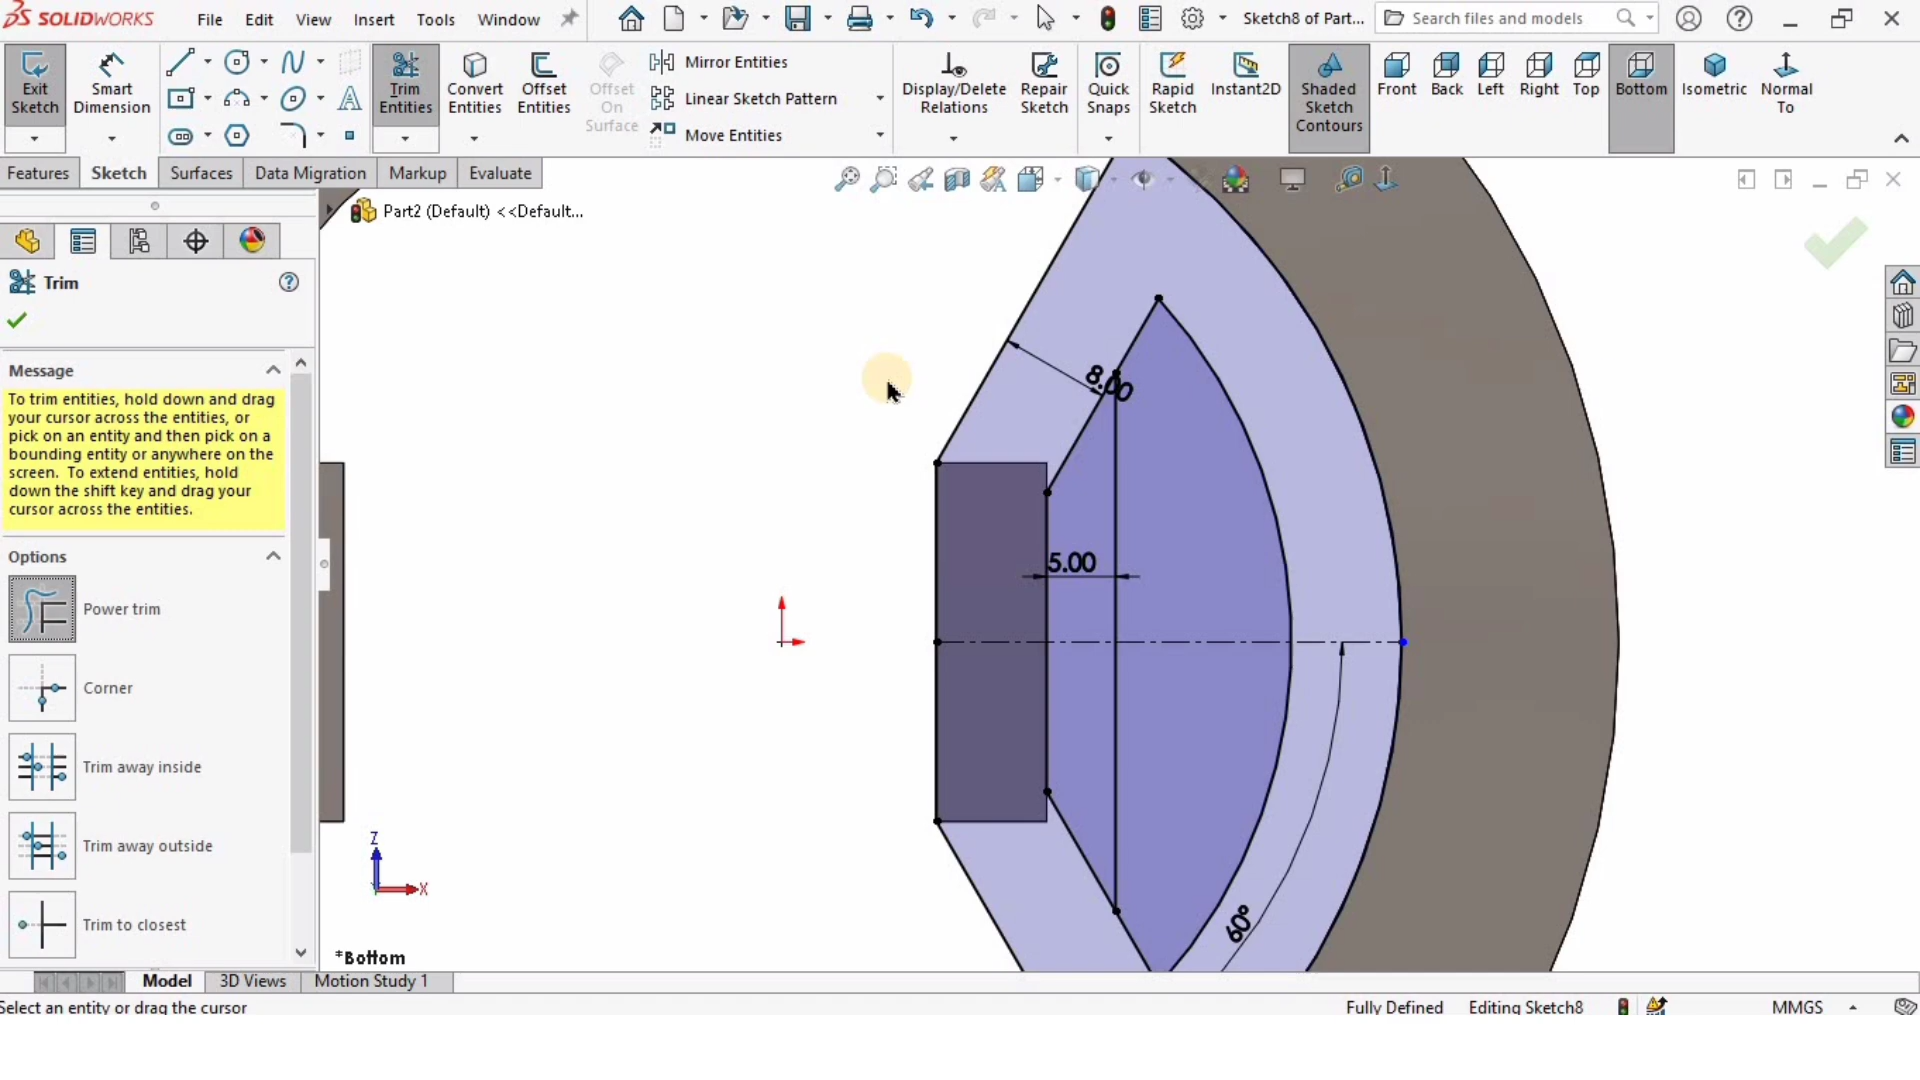 SOLIDWORKS File Edit View Insert Tools Window Sketch8 of Part... Search files and models
Exit Sketch
Smart Dimension
Trim Entities
Convert Entities
Offset Entities
Offset On Surface
Mirror Entities
Linear Sketch Pattern
Move Entities
Display/Delete Relations
Repair Sketch
Quick Snaps
Rapid Sketch
Instant2D
Shaded Sketch Contours
Front Back Left Right Top Bottom Isometric
Normal To
Features Sketch Surfaces Data Migration Markup Evaluate
Part2 (Default) <<Default...
Trim
Message
To trim entities, hold down and drag
your cursor across the entities, or
pick on an entity and then pick on a
bounding entity or anywhere on the
screen. To extend entities, hold
down the shift key and drag your
cursor across the entities.
Options
Power trim
Corner
Trim away inside
Trim away outside
Trim to closest
8.00
5.00
60°
Z
X
*Bottom
Model 3D Views Motion Study 1
Select an entity or drag the cursor Fully Defined Editing Sketch8 MMGS